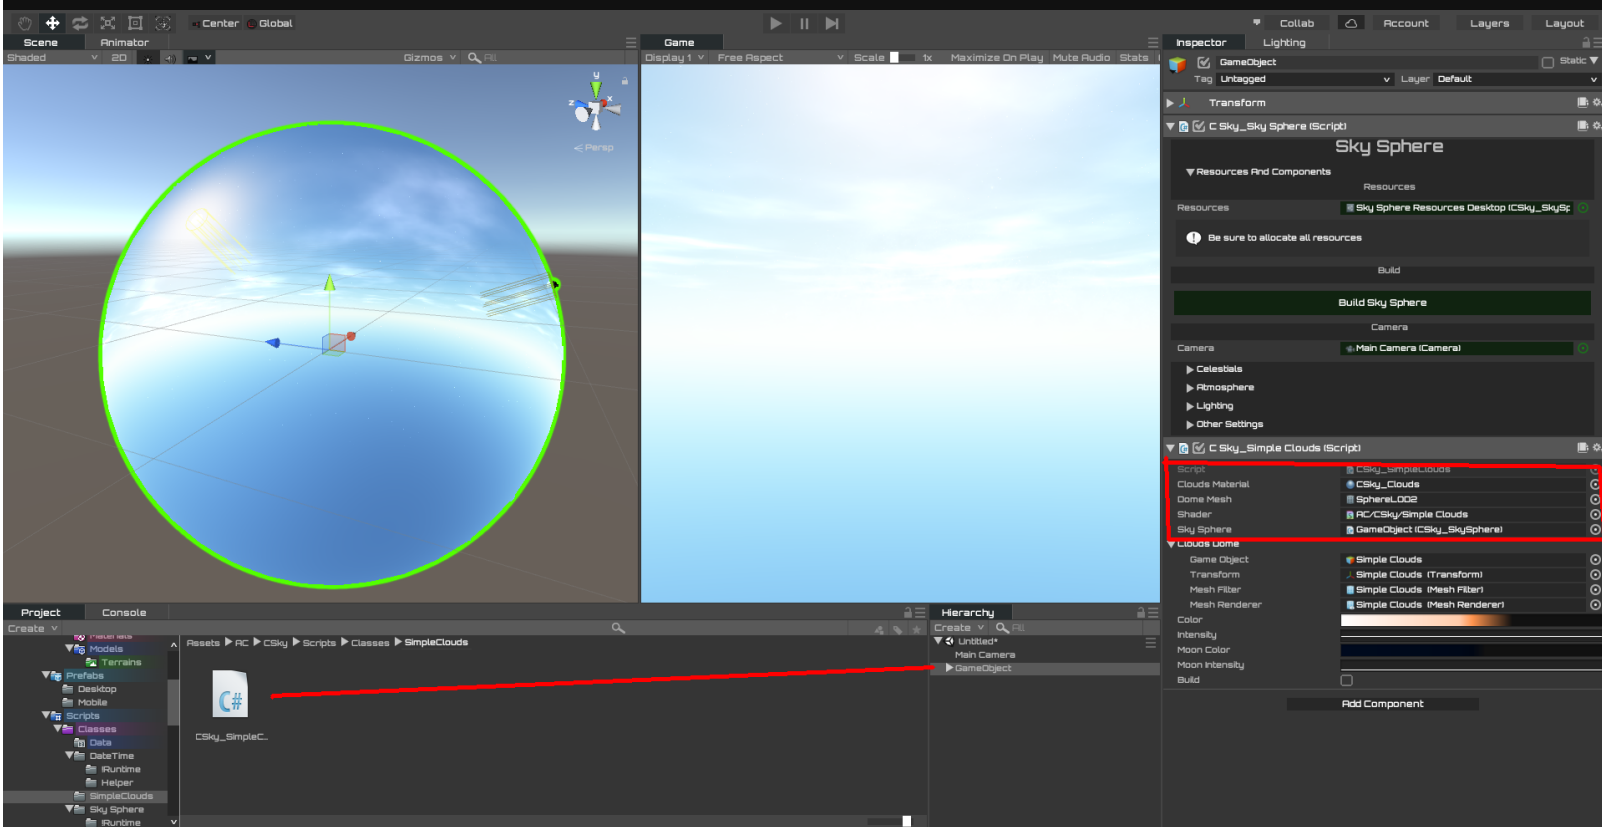 Center Global
Collab Account Layers Layout
Scene Animator
Shaded 2D Gizmos All
y
z x
Persp
Game
Display 1 Free Aspect Scale 1x Maximize On Play Mute Audio Stats
Inspector Lighting
GameObject Static
Tag Untagged Layer Default
Transform
C Sky_Sky Sphere (Script)
Sky Sphere
Resources And Components
Resources
Resources Sky Sphere Resources Desktop (CSky_SkySp
Be sure to allocate all resources
Build
Build Sky Sphere
Camera
Camera Main Camera (Camera)
Celestials
Atmosphere
Lighting
Other Settings
C Sky_Simple Clouds (Script)
Script CSky_SimpleClouds
Clouds Material CSky_Clouds
Dome Mesh SphereL002
Shader AC/CSky/Simple Clouds
Sky Sphere GameObject (CSky_SkySphere)
Clouds Dome
Game Object Simple Clouds
Transform Simple Clouds (Transform)
Mesh Filter Simple Clouds (Mesh Filter)
Mesh Renderer Simple Clouds (Mesh Renderer)
Color
Intensity
Moon Color
Moon Intensity
Build
Add Component
Project Console
Create
Materials
Models
Terrains
Prefabs
Desktop
Mobile
Scripts
Classes
Data
DateTime
!Runtime
Helper
SimpleClouds
Sky Sphere
!Runtime
Assets AC CSky Scripts Classes SimpleClouds
C#
CSky_SimpleC...
Hierarchy
Create All
Untitled*
Main Camera
GameObject